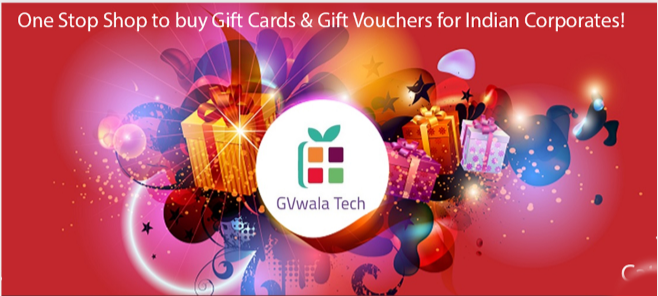 One Stop Shop to buy Gift Cards & Gift Vouchers for Indian Corporates!
GVwala Tech